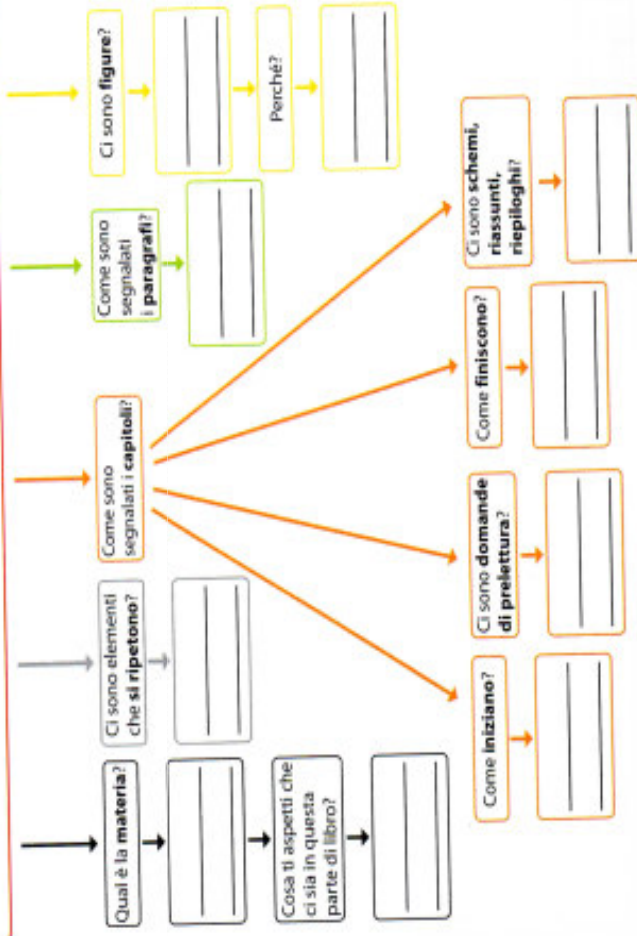 Qual è la materia?
Cosa ti aspetti che
ci sia in questa
parte di libro?
Ci sono elementi
che si ripetono?
Come sono
segnalati i capitoli?
Come iniziano?
Ci sono domande
di prelettura?
Come finiscono?
Ci sono schemi,
riassunti,
riepiloghi?
Come sono
segnalati
i paragrafi?
Ci sono figure?
Perché?